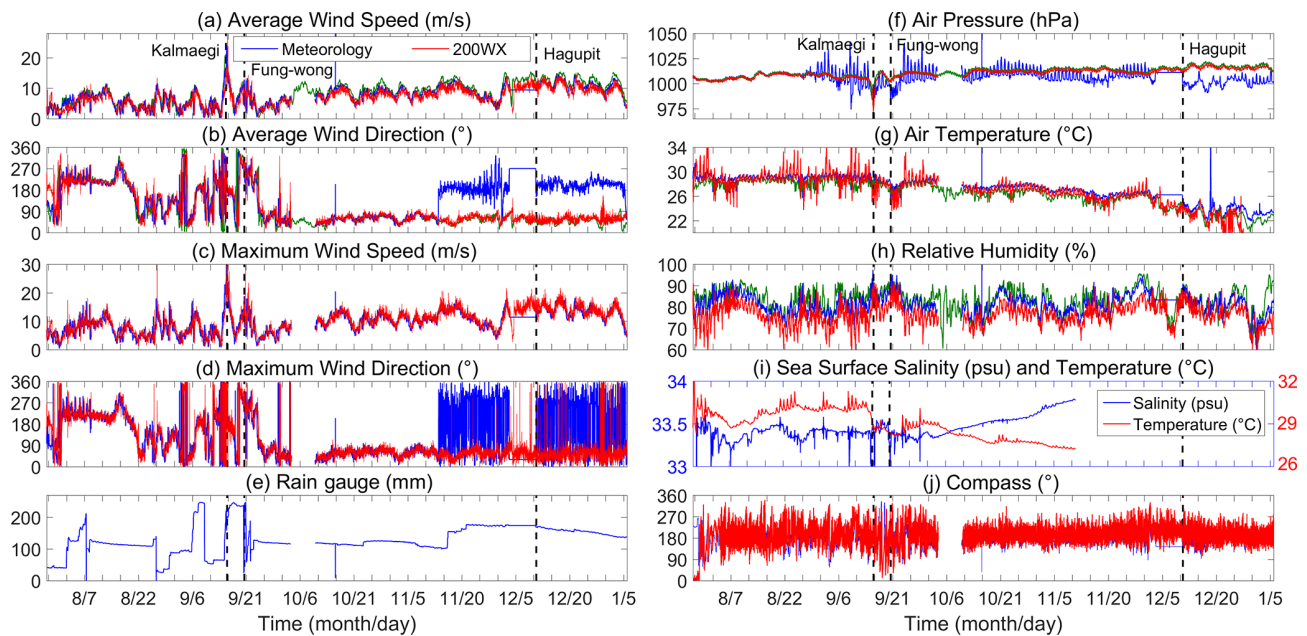 (a) Average Wind Speed (m/s)
20
10
0
Kalmaegi
Meteorology
200WX
Fung-wong
Hagupit
(b) Average Wind Direction (°)
360
270
180
90
0
(c) Maximum Wind Speed (m/s)
30
20
10
0
(d) Maximum Wind Direction (°)
360
270
180
90
0
(e) Rain gauge (mm)
200
100
0
8/7 8/22 9/6 9/21 10/6 10/21 11/5 11/20 12/5 12/20 1/5
Time (month/day)
(f) Air Pressure (hPa)
1050
1025
1000
975
Kalmaegi
Fung-wong
Hagupit
(g) Air Temperature (°C)
34
30
26
22
(h) Relative Humidity (%)
100
90
80
70
60
(i) Sea Surface Salinity (psu) and Temperature (°C)
34
33.5
33
32
29
26
Salinity (psu)
Temperature (°C)
(j) Compass (°)
360
270
180
90
0
8/7 8/22 9/6 9/21 10/6 10/21 11/5 11/20 12/5 12/20 1/5
Time (month/day)